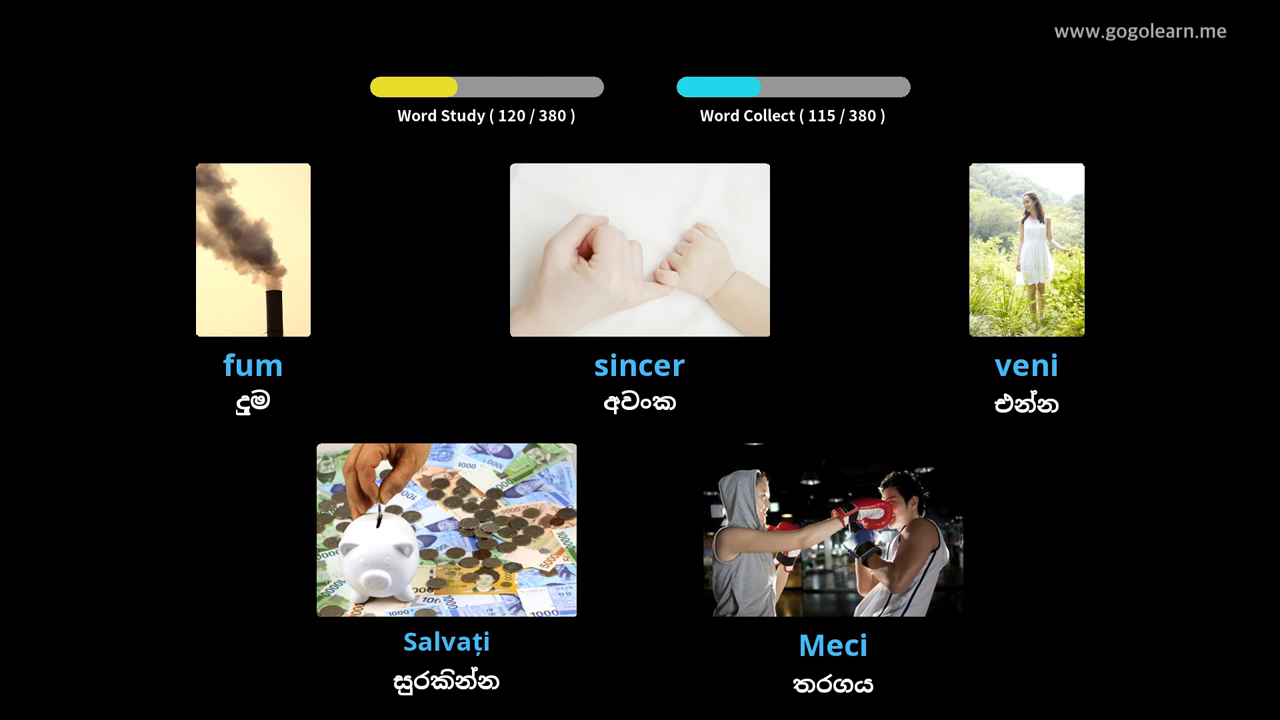 www.gogolearn.me
Word Study ( 120 / 380 )
Word Collect ( 115 / 380 )
fum
දුම
sincer
අවංක
veni
එන්න
Salvați
සුරකින්න
Meci
තරගය